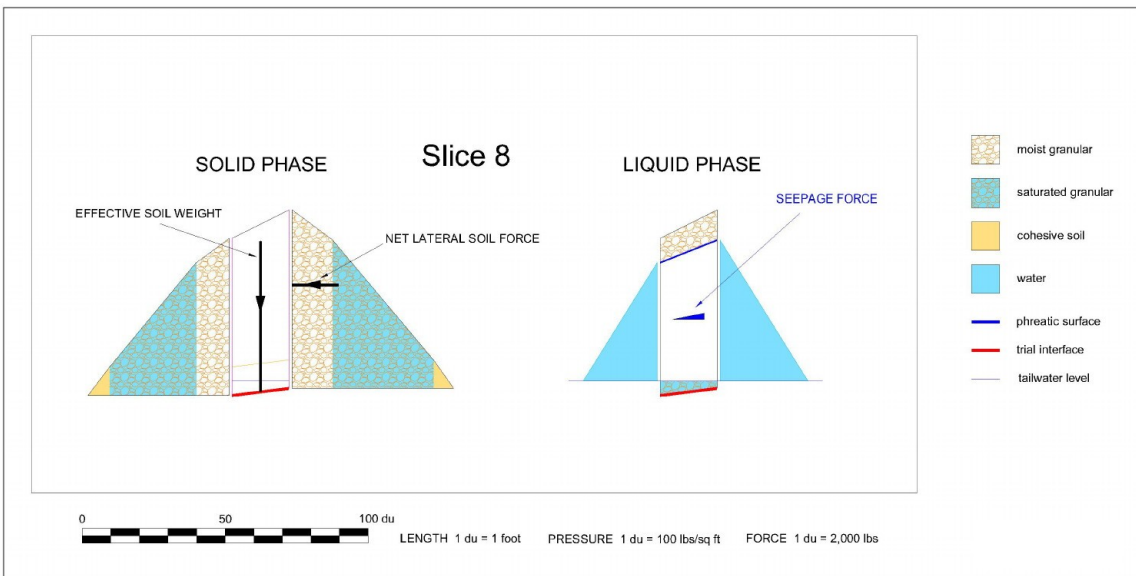 Slice 8
SOLID PHASE
LIQUID PHASE
EFFECTIVE SOIL WEIGHT
NET LATERAL SOIL FORCE
SEEPAGE FORCE
moist granular
saturated granular
cohesive soil
water
phreatic surface
trial interface
tailwater level
0 50 100 du
LENGTH 1 du = 1 foot PRESSURE 1 du = 100 lbs/sq ft FORCE 1 du = 2,000 lbs